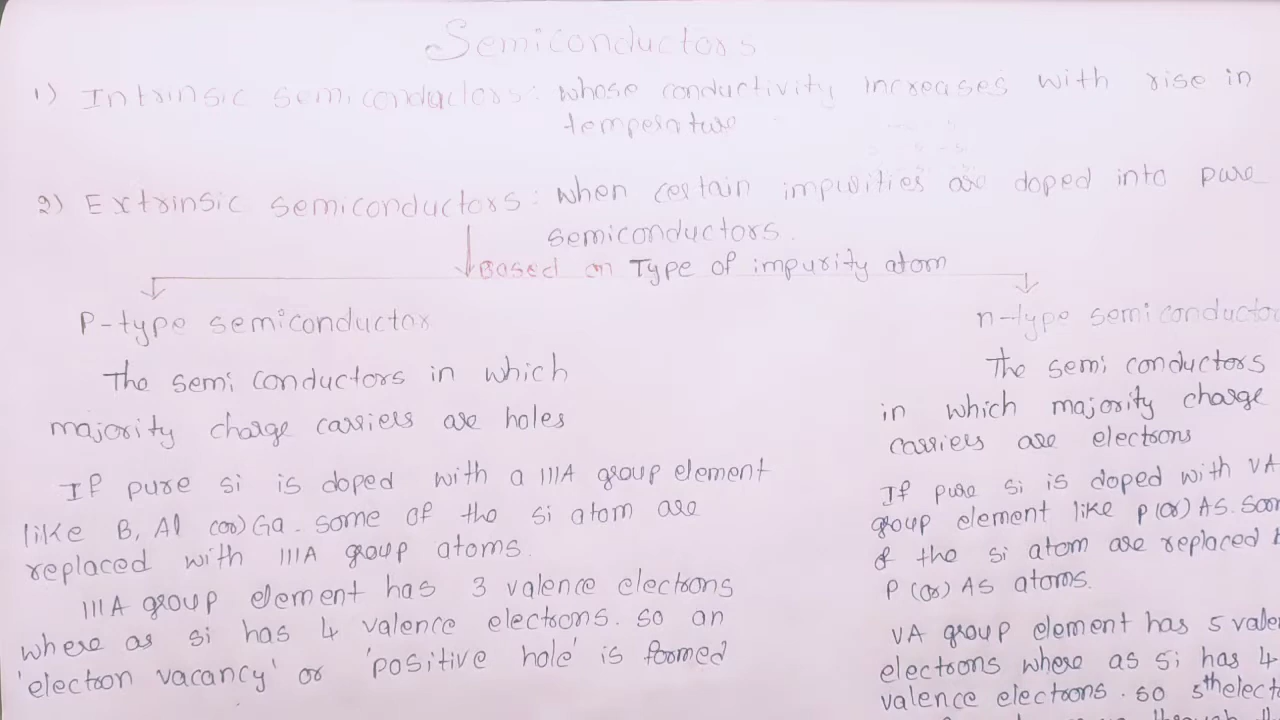 Semiconductors
1) Intrinsic semiconductors: whose conductivity increases with rise in
temperature
2) Extrinsic semiconductors: when certain impurities are doped into pure
semiconductors.
Based on Type of impurity atom
P-type semiconductor
The semi conductors in which
majority charge carriers are holes
If pure si is doped with a IIIA group element
like B, Al (or) Ga. some of the si atom are
replaced with IIIA group atoms.
IIIA group element has 3 valence electrons
where as si has 4 valence electrons. so an
'electron vacancy' or 'positive hole' is formed
n-type semiconducto
The semi conductors
in which majority charge
carriers are electrons
If pure si is doped with VA
group element like P(or) As.
of the si atom are replaced
P (or) As atoms.
VA group element has 5 valen
electrons where as si has 4
valence electrons. so 5th elect